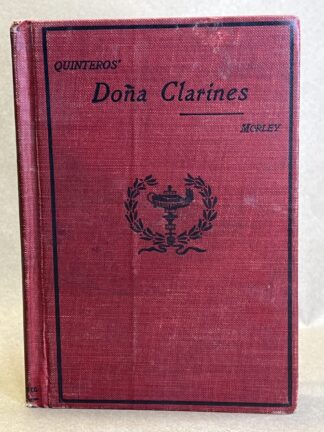 QUINTEROS'
Doña Clarines
MORLEY